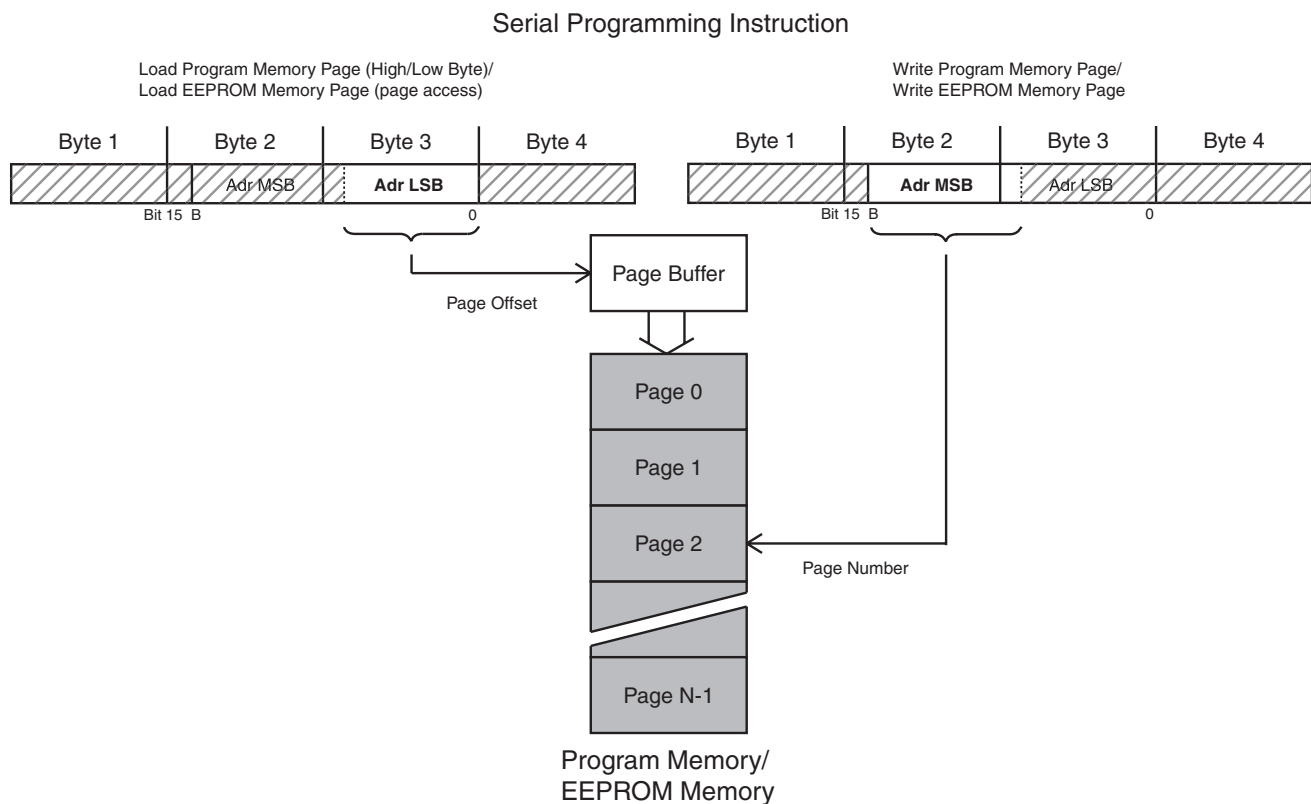 Serial Programming Instruction
Load Program Memory Page (High/Low Byte)/
Load EEPROM Memory Page (page access)
Write Program Memory Page/
Write EEPROM Memory Page
Byte 1 Byte 2 Byte 3 Byte 4
Adr MSB Adr LSB
Bit 15 B 0
Byte 1 Byte 2 Byte 3 Byte 4
Adr MSB Adr LSB
Bit 15 B 0
Page Buffer
Page Offset
Page 0
Page 1
Page 2
Page Number
Page N-1
Program Memory/
EEPROM Memory